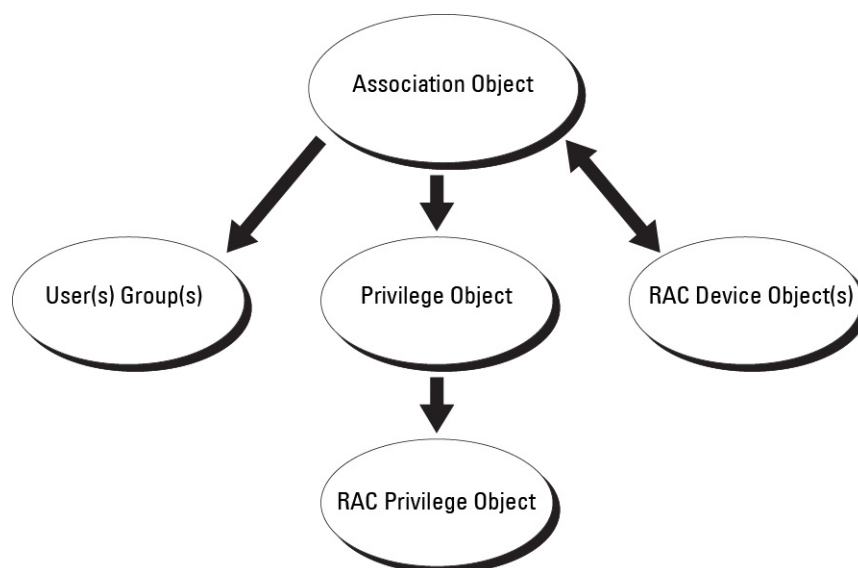 Association Object
User(s) Group(s)
Privilege Object
RAC Device Object(s)
RAC Privilege Object